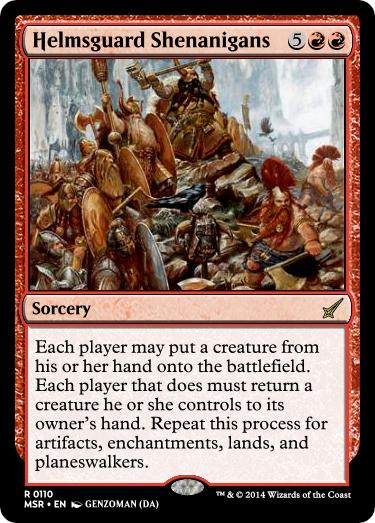 Helmsguard Shenanigans 5
Sorcery
Each player may put a creature from
his or her hand onto the battlefield.
Each player that does must return a
creature he or she controls to its
owner's hand. Repeat this process for
artifacts, enchantments, lands, and
planeswalkers.
R 0110
MSR • EN GENZOMAN (DA)
™ & © 2014 Wizards of the Coast